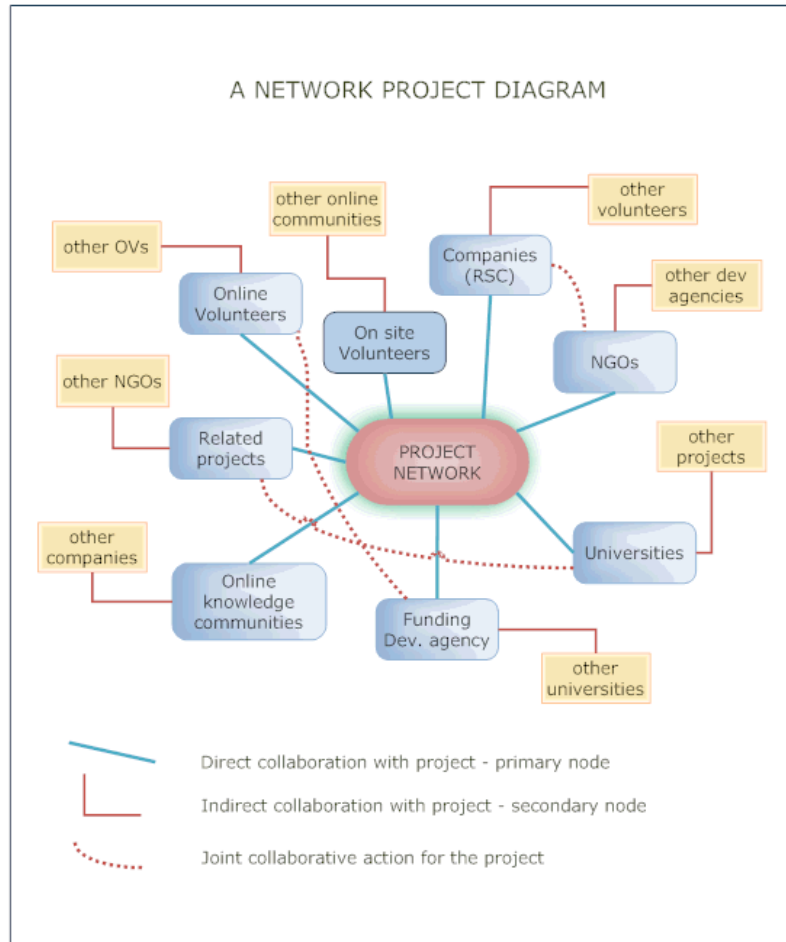 A NETWORK PROJECT DIAGRAM
other online
communities
other
volunteers
other OVs
Companies
(RSC)
other dev
agencies
Online
Volunteers
On site
Volunteers
NGOs
other NGOs
Related
projects
PROJECT
NETWORK
other
projects
other
companies
Online
knowledge
communities
Universities
Funding
Dev. agency
other
universities
Direct collaboration with project - primary node
Indirect collaboration with project - secondary node
Joint collaborative action for the project